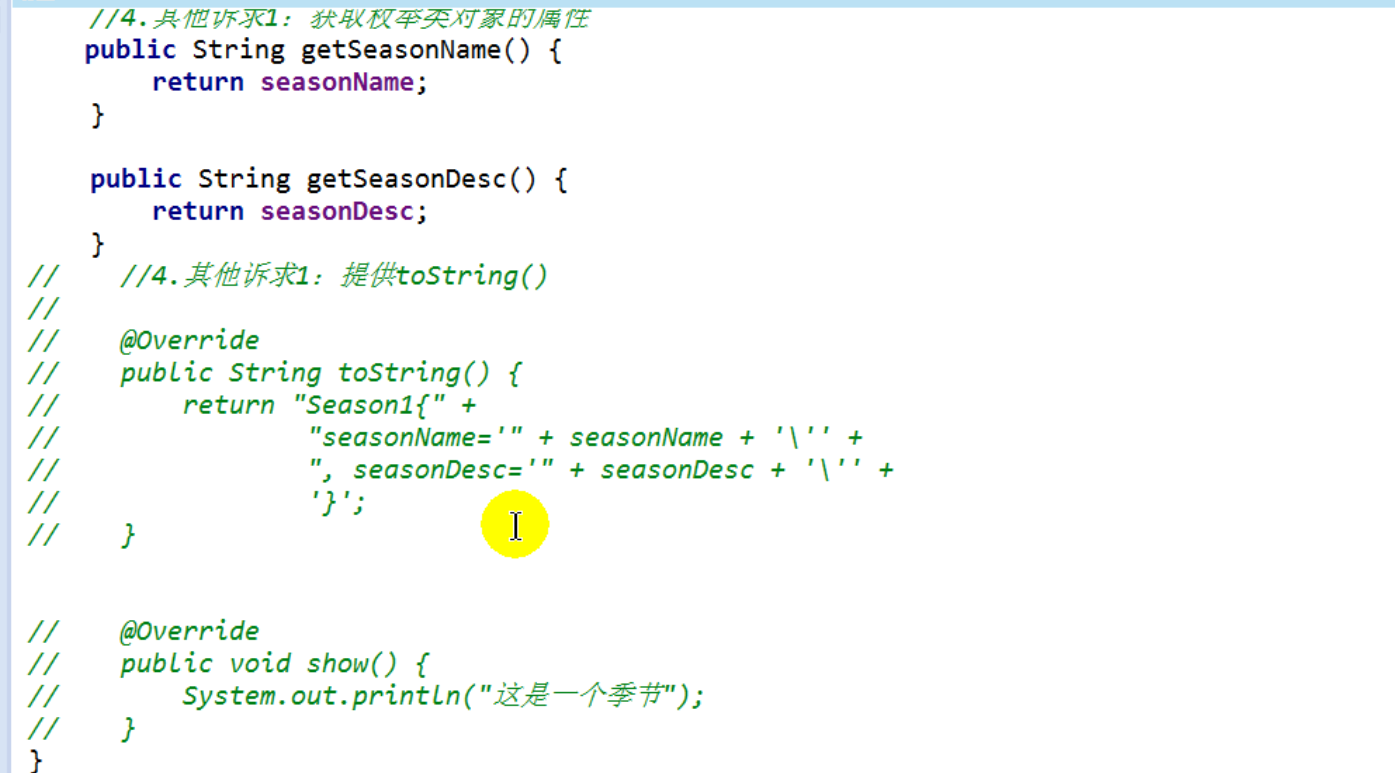 //4.其他诉求1：获取枚举类对象的属性
public String getSeasonName() {
return seasonName;
}
public String getSeasonDesc() {
return seasonDesc;
}
// //4.其他诉求1：提供toString()
//
// @Override
// public String toString() {
// return "Season1{" +
// "seasonName='" + seasonName + '\'' +
// ", seasonDesc='" + seasonDesc + '\'' +
// '}';
// }
// @Override
// public void show() {
// System.out.println("这是一个季节");
// }
}